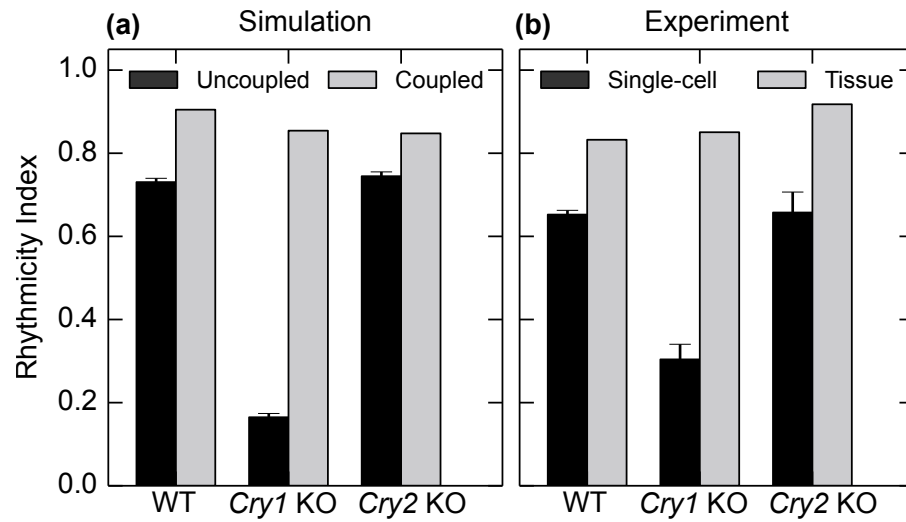 (a) Simulation
(b) Experiment
Uncoupled Coupled
Single-cell Tissue
Rhythmicity Index
1.0
0.8
0.6
0.4
0.2
0.0
WT Cry1 KO Cry2 KO
WT Cry1 KO Cry2 KO